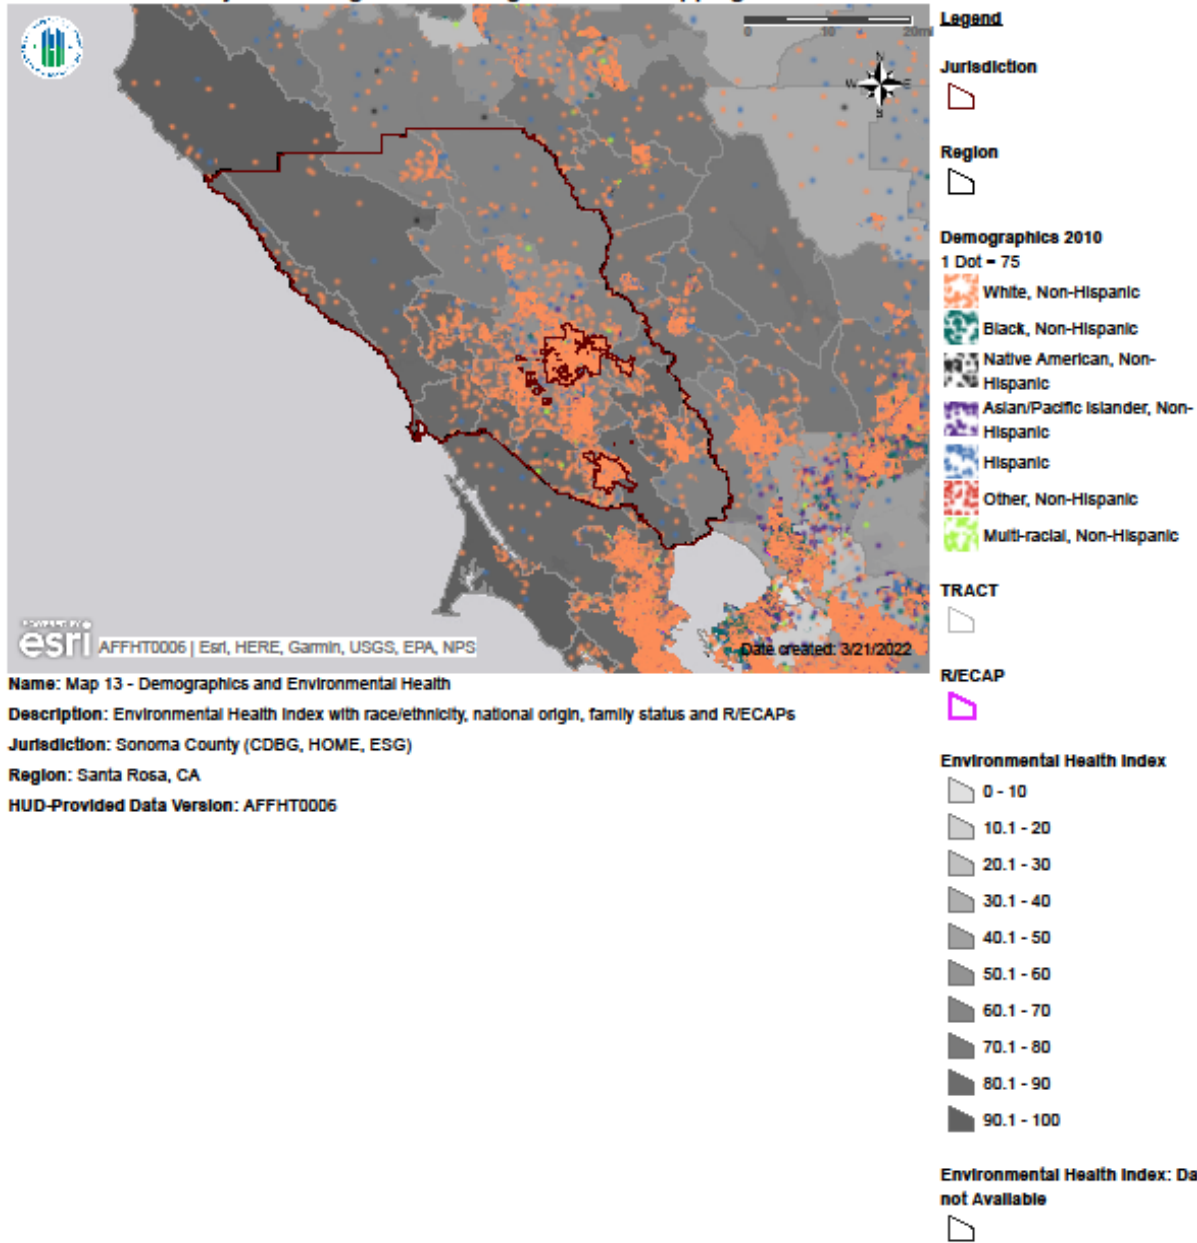 0 10 20mi
N
W E
S
POWERED BY
esri AFFHT0006 | Esri, HERE, Garmin, USGS, EPA, NPS
Date created: 3/21/2022
Name: Map 13 - Demographics and Environmental Health
Description: Environmental Health Index with race/ethnicity, national origin, family status and R/ECAPs
Jurisdiction: Sonoma County (CDBG, HOME, ESG)
Region: Santa Rosa, CA
HUD-Provided Data Version: AFFHT0006
Legend
Jurisdiction
Region
Demographics 2010
1 Dot = 75
White, Non-Hispanic
Black, Non-Hispanic
Native American, Non-
Hispanic
Asian/Pacific Islander, Non-
Hispanic
Hispanic
Other, Non-Hispanic
Multi-racial, Non-Hispanic
TRACT
R/ECAP
Environmental Health Index
0 - 10
10.1 - 20
20.1 - 30
30.1 - 40
40.1 - 50
50.1 - 60
60.1 - 70
70.1 - 80
80.1 - 90
90.1 - 100
Environmental Health Index: Da
not Available